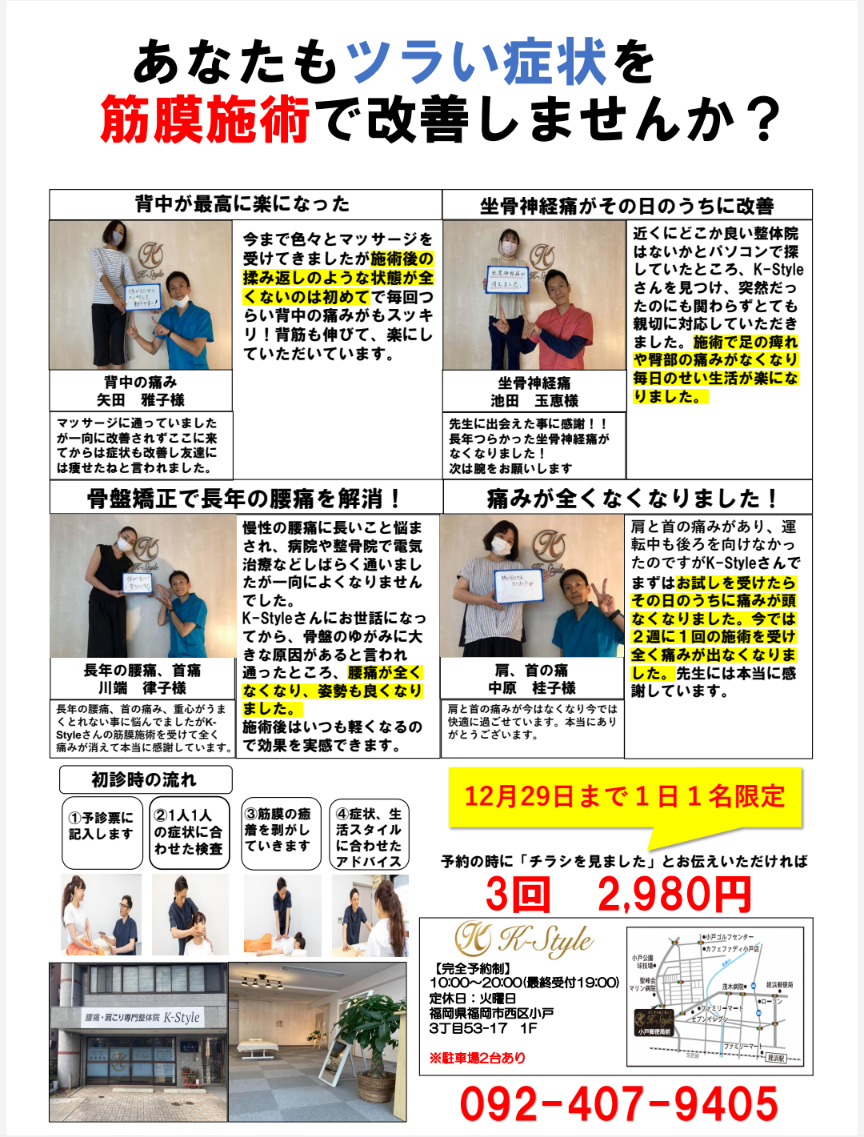 あなたもツラい症状を
筋膜施術で改善しませんか？
背中が最高に楽になった
K-Style
今まで色々とマッサージを
受けてきましたが施術後の
揉み返しのような状態が全
くないのは初めてで毎回つ
らい背中の痛みがもスッキ
リ！背筋も伸びて、楽にし
ていただいています。
背中の痛み
矢田　雅子様
マッサージに通っていました
が一向に改善されずここに来
てからは症状も改善し友達に
は痩せたねと言われました。
坐骨神経痛がその日のうちに改善
K-Style
坐骨神経痛が
消えました。
近くにどこか良い整体院
はないかとパソコンで探
していたところ、K-Style
さんを見つけ、突然だっ
たのにも関わらずとても
親切に対応していただき
ました。施術で足の痺れ
や臀部の痛みがなくなり
毎日のせい生活が楽にな
りました。
坐骨神経痛
池田　玉恵様
先生に出会えた事に感謝！！
長年つらかった坐骨神経痛が
なくなりました！
次は腕をお願いします
骨盤矯正で長年の腰痛を解消！
慢性の腰痛に長いこと悩ま
され、病院や整骨院で電気
治療などしばらく通いまし
たが一向によくなりません
でした。
K-Styleさんにお世話になっ
てから、骨盤のゆがみに大
きな原因があると言われ
通ったところ、腰痛が全く
なくなり、姿勢も良くなり
ました。
施術後はいつも軽くなるの
で効果を実感できます。
長年の腰痛、首痛
川端　律子様
長年の腰痛、首の痛み、重心がうま
くとれない事に悩んでましたがK-
Styleさんの筋膜施術を受けて全く
痛みが消えて本当に感謝しています。
痛みが全くなくなりました！
K-Style
肩と首の痛みがあり、運
転中も後ろを向けなかっ
たのですがK-Styleさんで
まずはお試しを受けたら
その日のうちに痛みが頭
なくなりました。今では
２週に１回の施術を受け
全く痛みが出なくなりま
した。先生には本当に感
謝しています。
肩、首の痛
中原　桂子様
肩と首の痛みが今はなくなり今では
快適に過ごせています。本当にあり
がとうございます。
初診時の流れ
①予診票に
記入します
②1人1人
の症状に合
わせた検査
③筋膜の癒
着を剥がし
ていきます
④症状、生
活スタイル
に合わせた
アドバイス
腰痛・肩こり専門整体院 K-Style
12月29日まで１日１名限定
予約の時に「チラシを見ました」とお伝えいただければ
3回　2,980円
K-Style
【完全予約制】
10:00～20:00(最終受付19:00)
定休日：火曜日
福岡県福岡市西区小戸
3丁目53-17　1F
※駐車場2台あり
小戸ゴルフセンター
カフェファディ小戸店
小戸公園
球技場
聖峰会
マリン病院
茂木病院
姪浜郵便局
ローソン
ファミリーマート
セブンイレブン
K-Style
小戸郵便局前
ファミリーマート
姪浜駅
092-407-9405